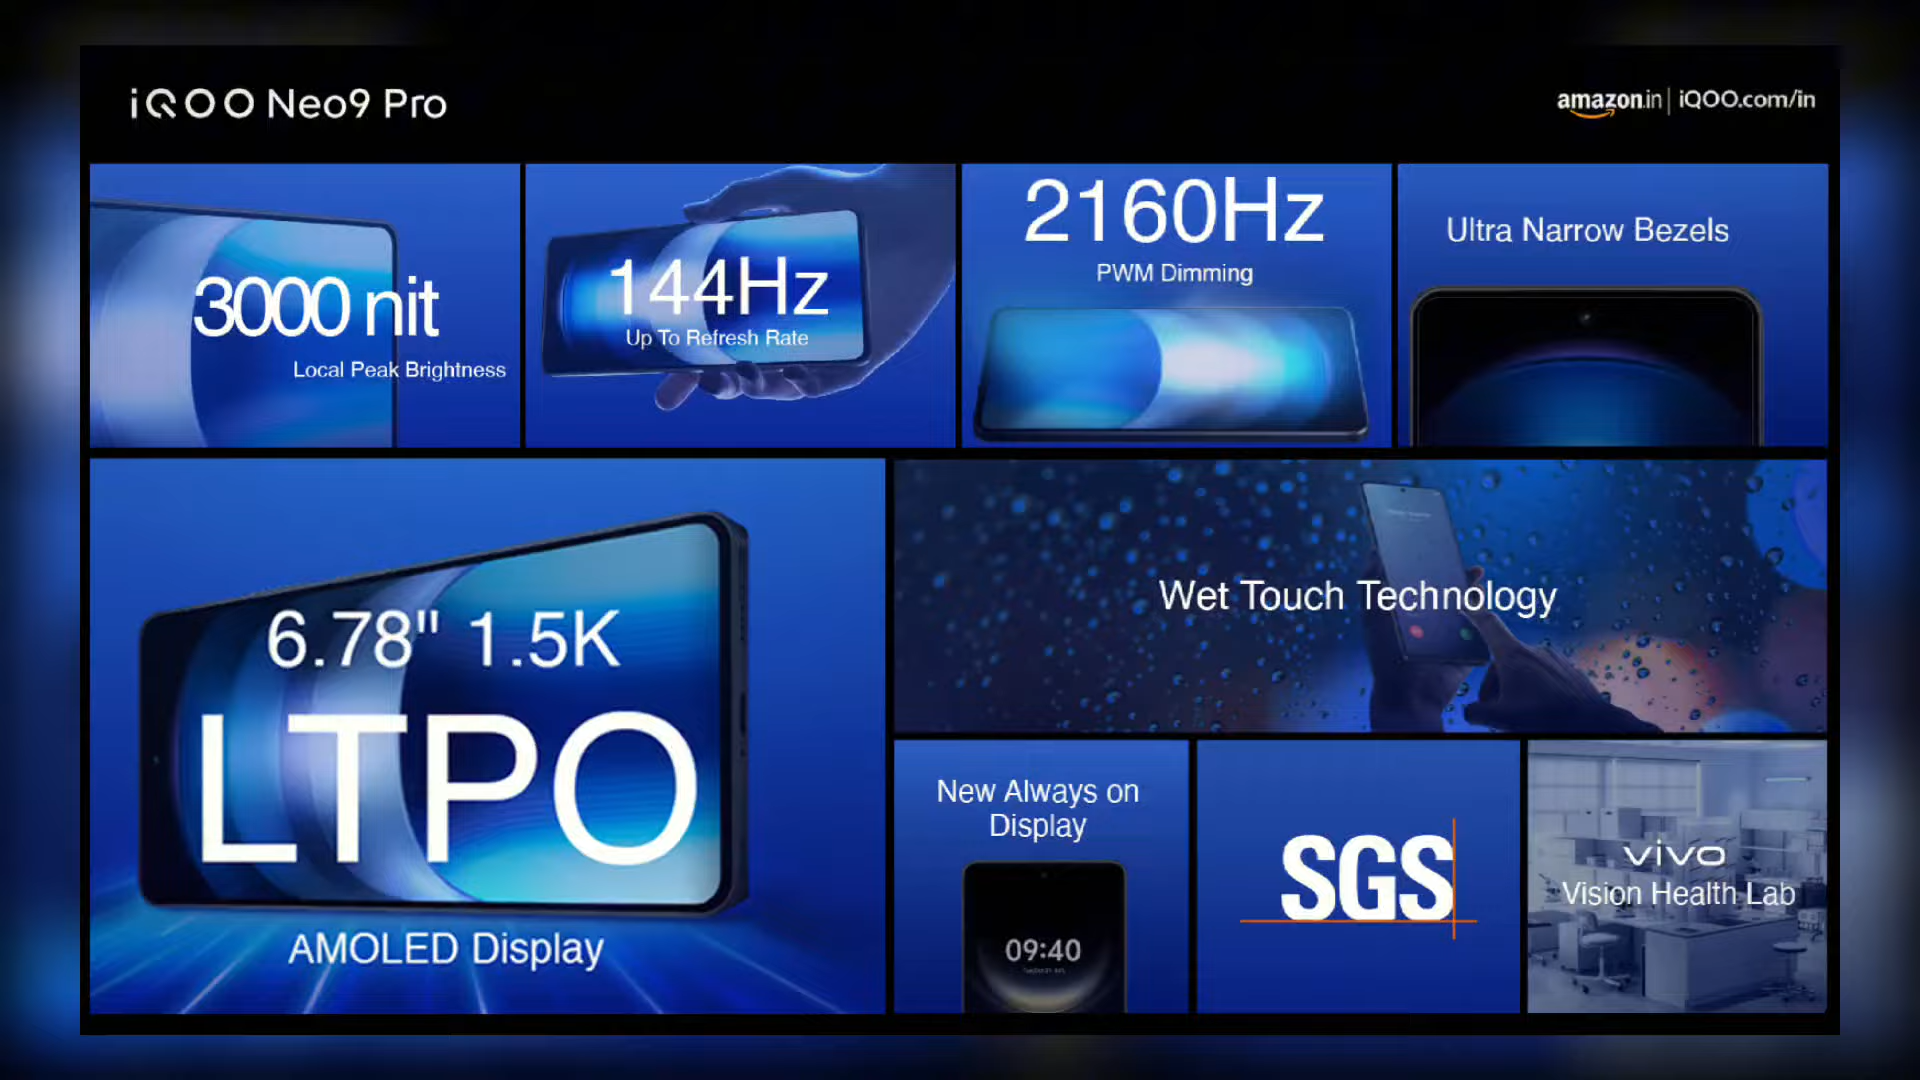 iQOO Neo9 Pro
amazon.in | iQOO.com/in
3000 nit
Local Peak Brightness
144Hz
Up To Refresh Rate
2160Hz
PWM Dimming
Ultra Narrow Bezels
6.78" 1.5K
LTPO
AMOLED Display
Wet Touch Technology
New Always on
Display
09:40
SGS
vivo
Vision Health Lab